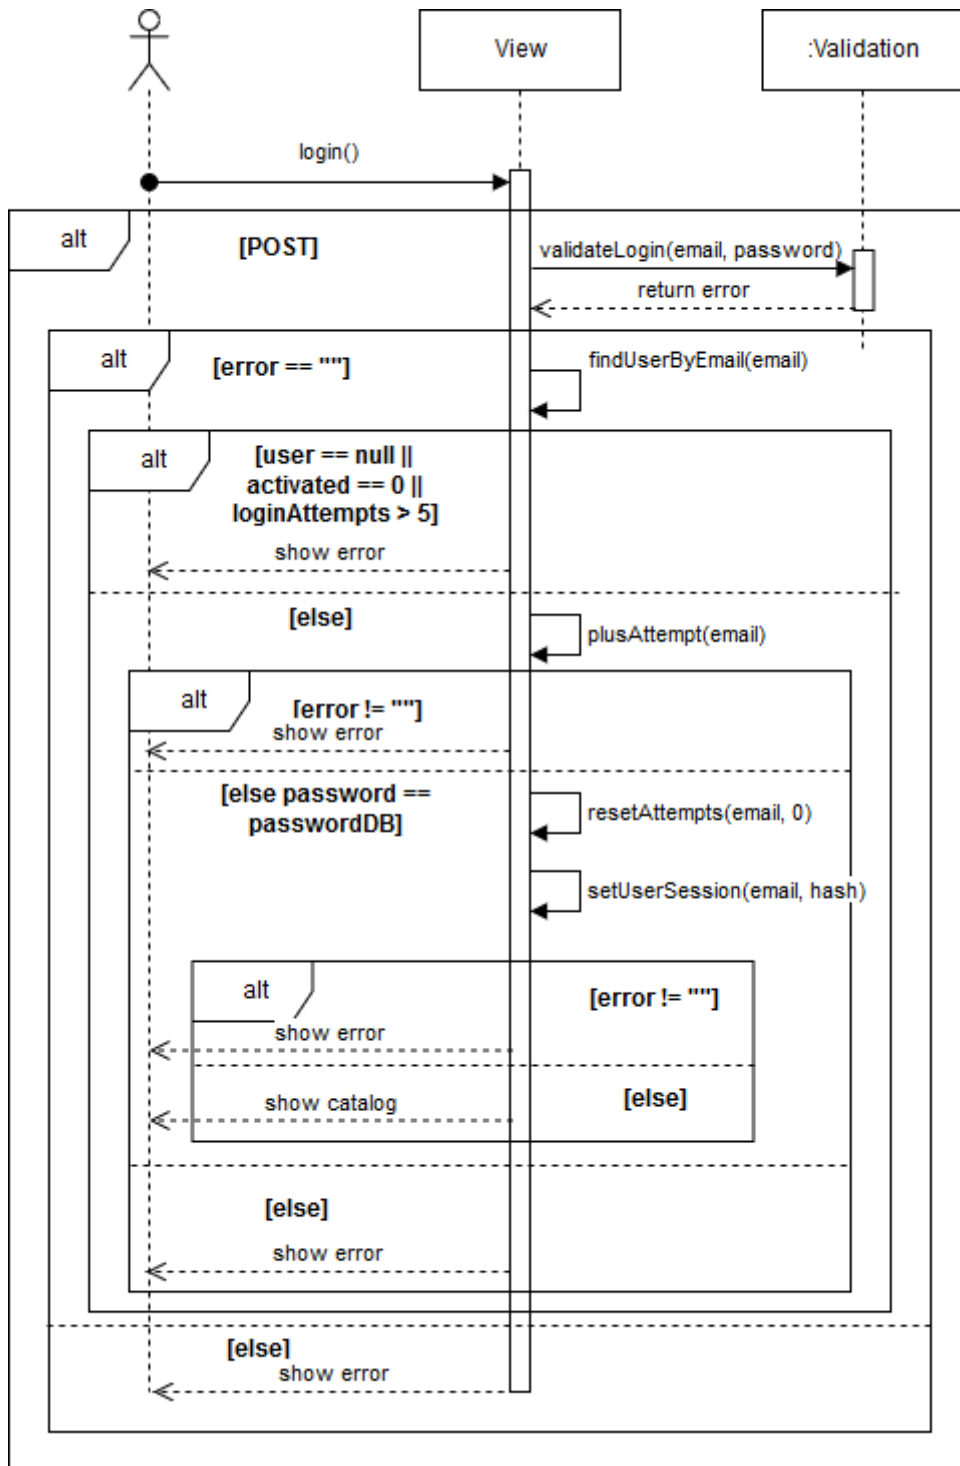 View
:Validation
login()
alt
[POST]
validateLogin(email, password)
return error
alt
[error == ""]
findUserByEmail(email)
alt
[user == null ||
activated == 0 ||
loginAttempts > 5]
show error
[else]
plusAttempt(email)
alt
[error != ""]
show error
[else password ==
passwordDB]
resetAttempts(email, 0)
setUserSession(email, hash)
alt
[error != ""]
show error
[else]
show catalog
[else]
show error
[else]
show error